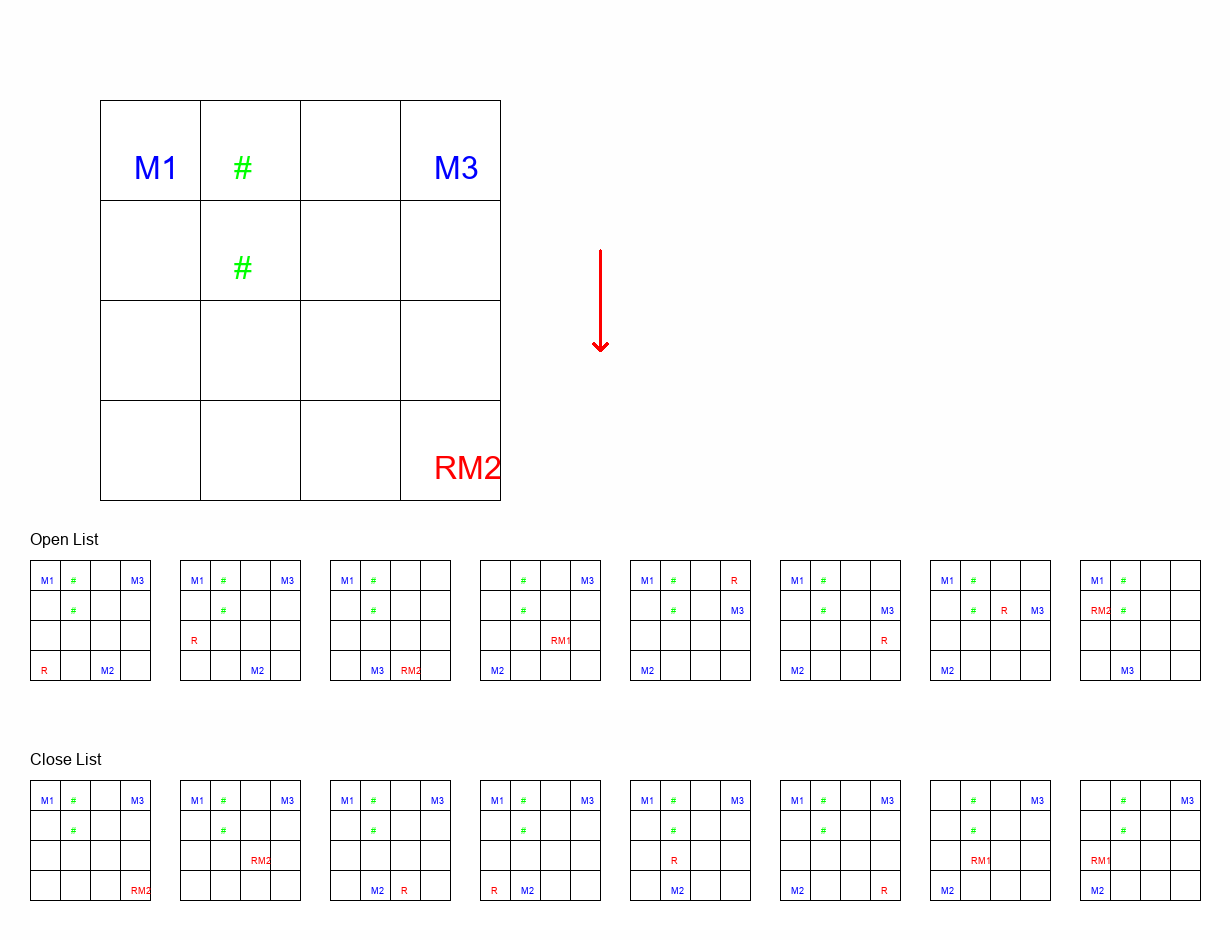 M1 # M3
#
RM2
Open List
M1 # M3 M1 # M3 M1 # # M3 M1 # R M1 # M1 # M1 #
# # # # # M3 # M3 # R M3 RM2 #
R RM1 R
R M2 M2 M3 RM2 M2 M2 M2 M2 M3
Close List
M1 # M3 M1 # M3 M1 # M3 M1 # M3 M1 # M3 M1 # M3 # M3 # M3
# # # # # # # #
RM2 R RM1 RM1
RM2 M2 R R M2 M2 M2 R M2 M2